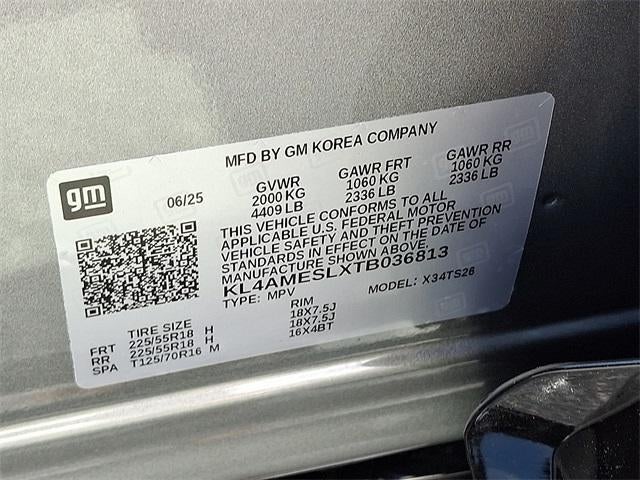 MFD BY GM KOREA COMPANY
gm
06/25
GVWR GAWR FRT GAWR RR
2000 KG 1060 KG 1060 KG
4409 LB 2336 LB 2336 LB
THIS VEHICLE CONFORMS TO ALL
APPLICABLE U.S. FEDERAL MOTOR
VEHICLE SAFETY AND THEFT PREVENTION
STANDARDS IN EFFECT ON THE DATE OF
MANUFACTURE SHOWN ABOVE.
KL4AMESLXTB036813
TYPE: MPV MODEL: X34TS26
TIRE SIZE RIM
FRT 225/55R18 H 18X7.5J
RR 225/55R18 H 18X7.5J
SPA T125/70R16 M 16X4BT